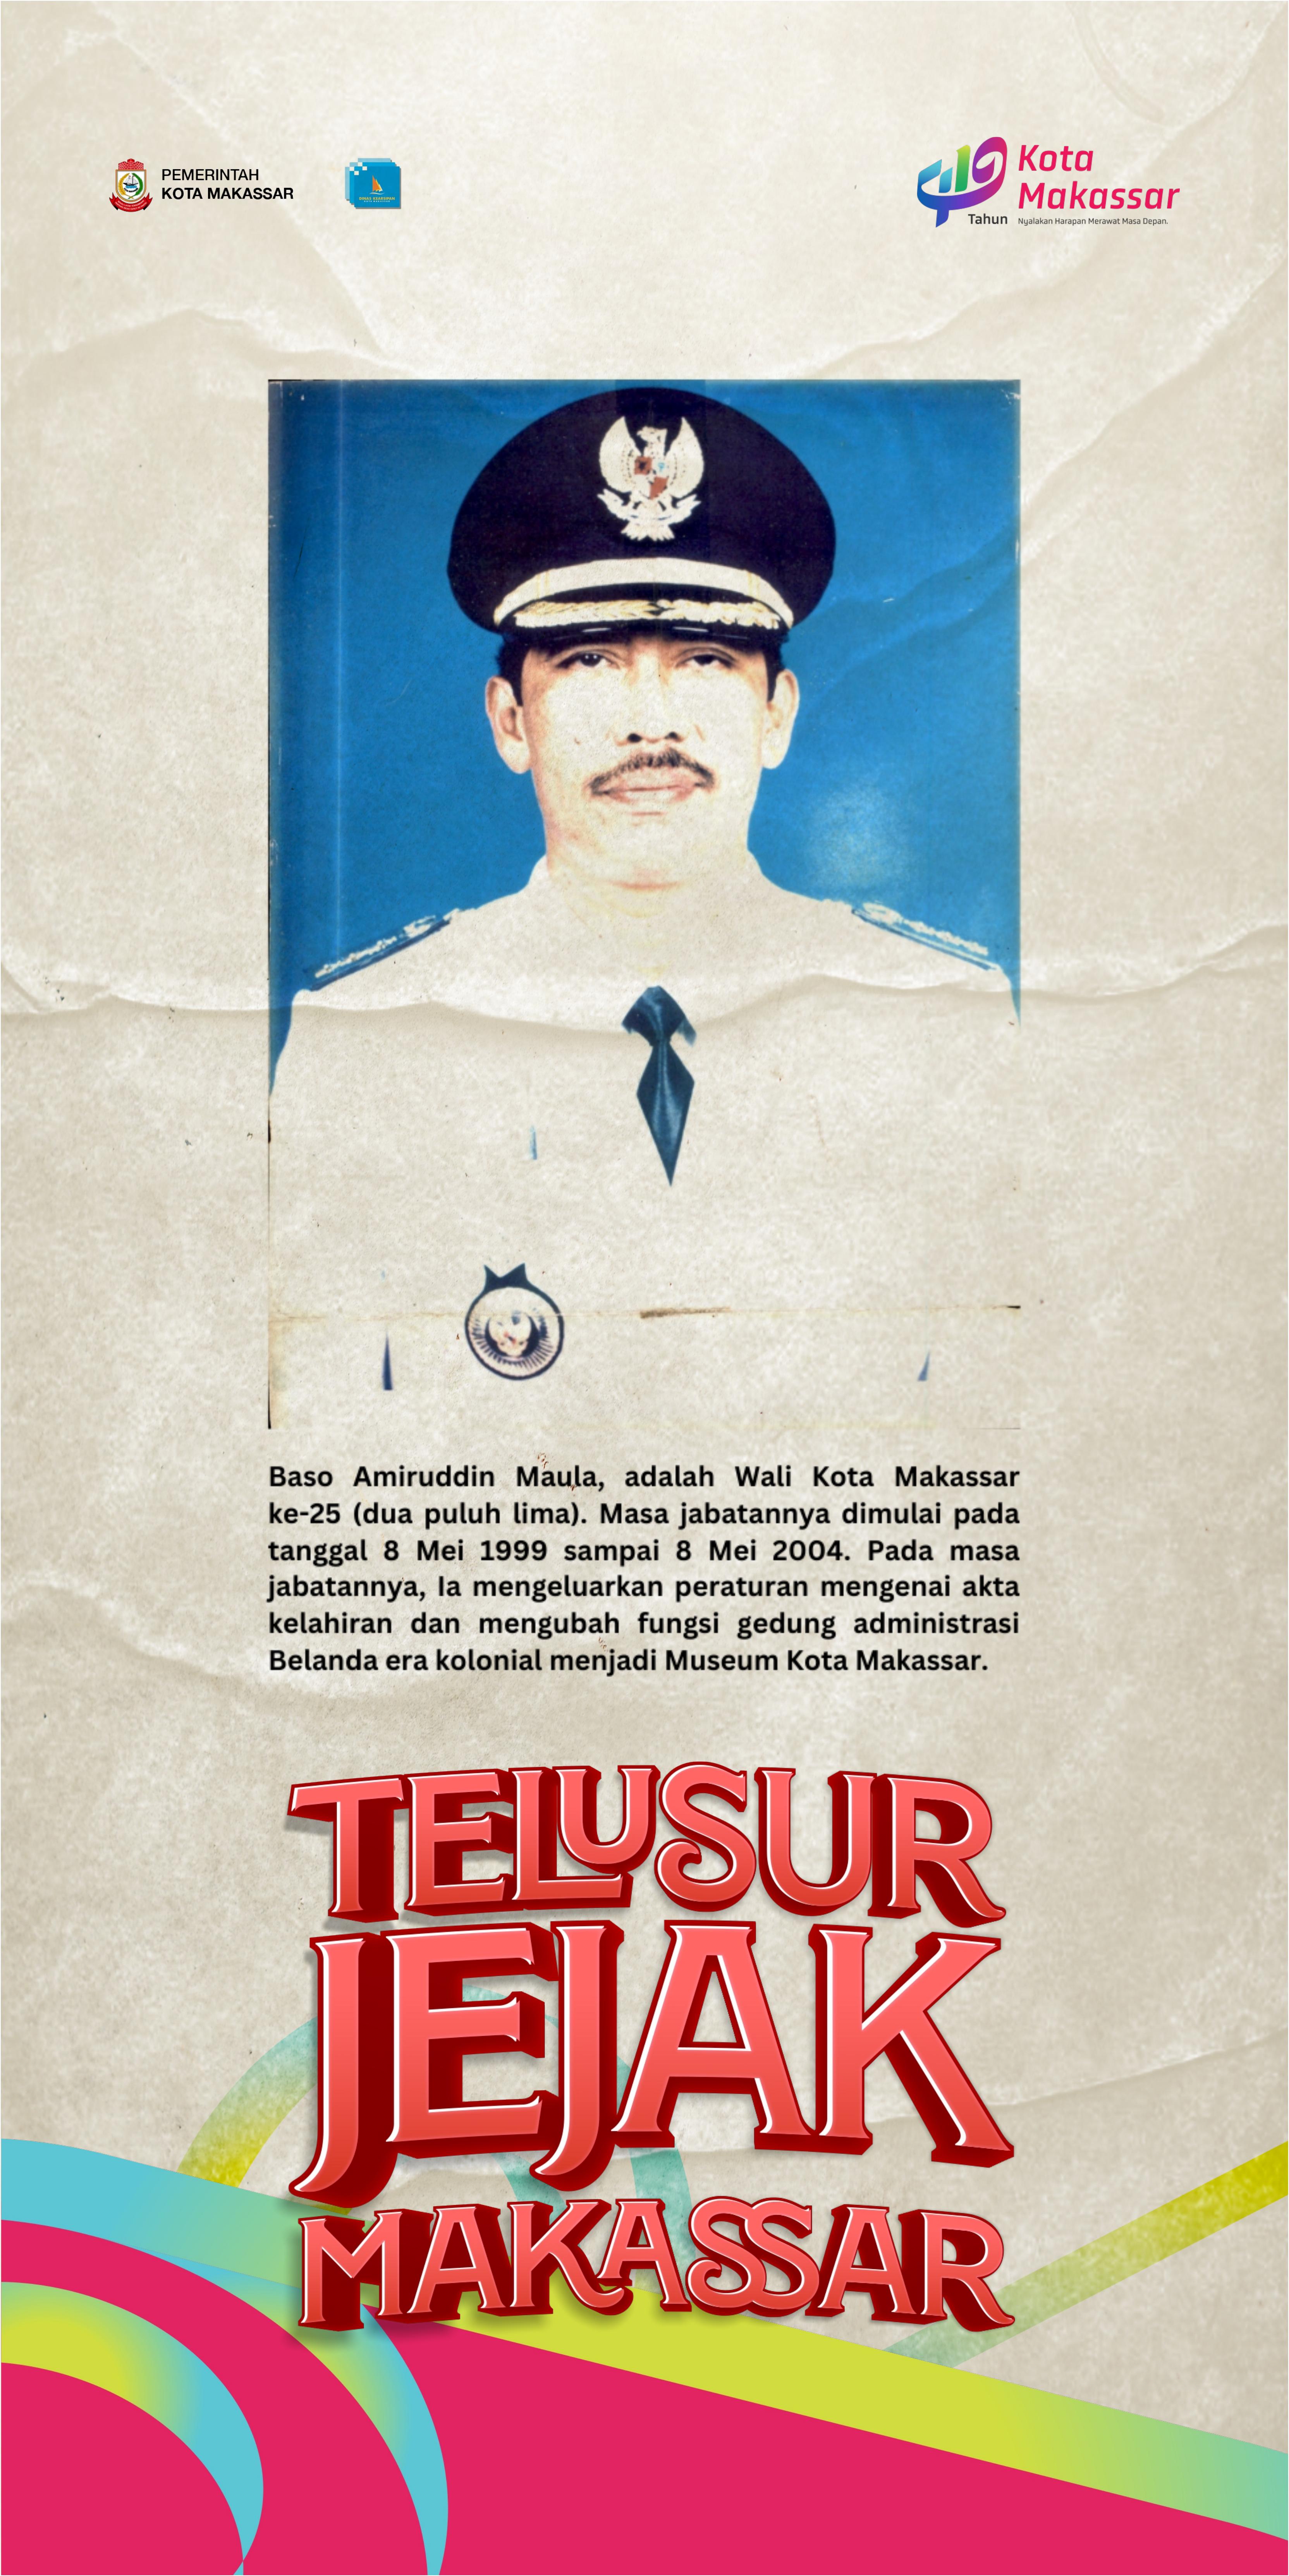 PEMERINTAH
KOTA MAKASSAR
419
Kota
Makassar
Tahun
Nyalakan Harapan Merawat Masa Depan.
Baso Amiruddin Maula, adalah Wali Kota Makassar
ke-25 (dua puluh lima). Masa jabatannya dimulai pada
tanggal 8 Mei 1999 sampai 8 Mei 2004. Pada masa
jabatannya, Ia mengeluarkan peraturan mengenai akta
kelahiran dan mengubah fungsi gedung administrasi
Belanda era kolonial menjadi Museum Kota Makassar.
TELUSUR
JEJAK
MAKASSAR